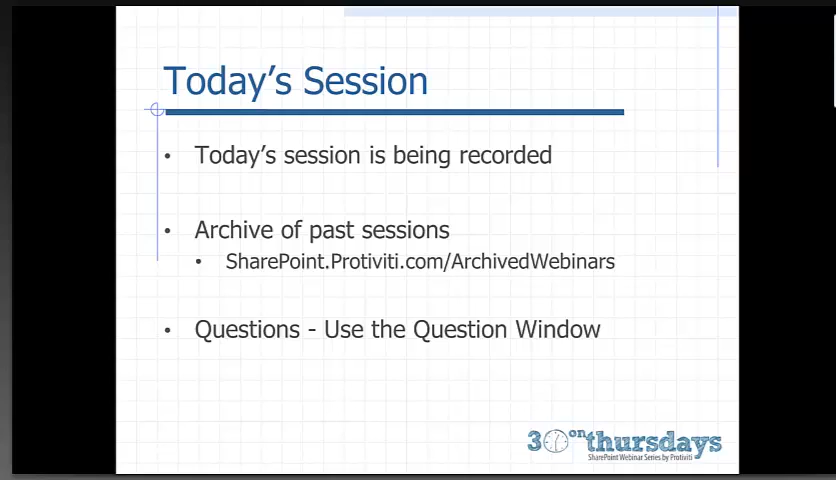 Today's Session
• Today's session is being recorded
• Archive of past sessions
• SharePoint.Protiviti.com/ArchivedWebinars
• Questions - Use the Question Window
30 on thursdays
SharePoint Webinar Series by Protiviti